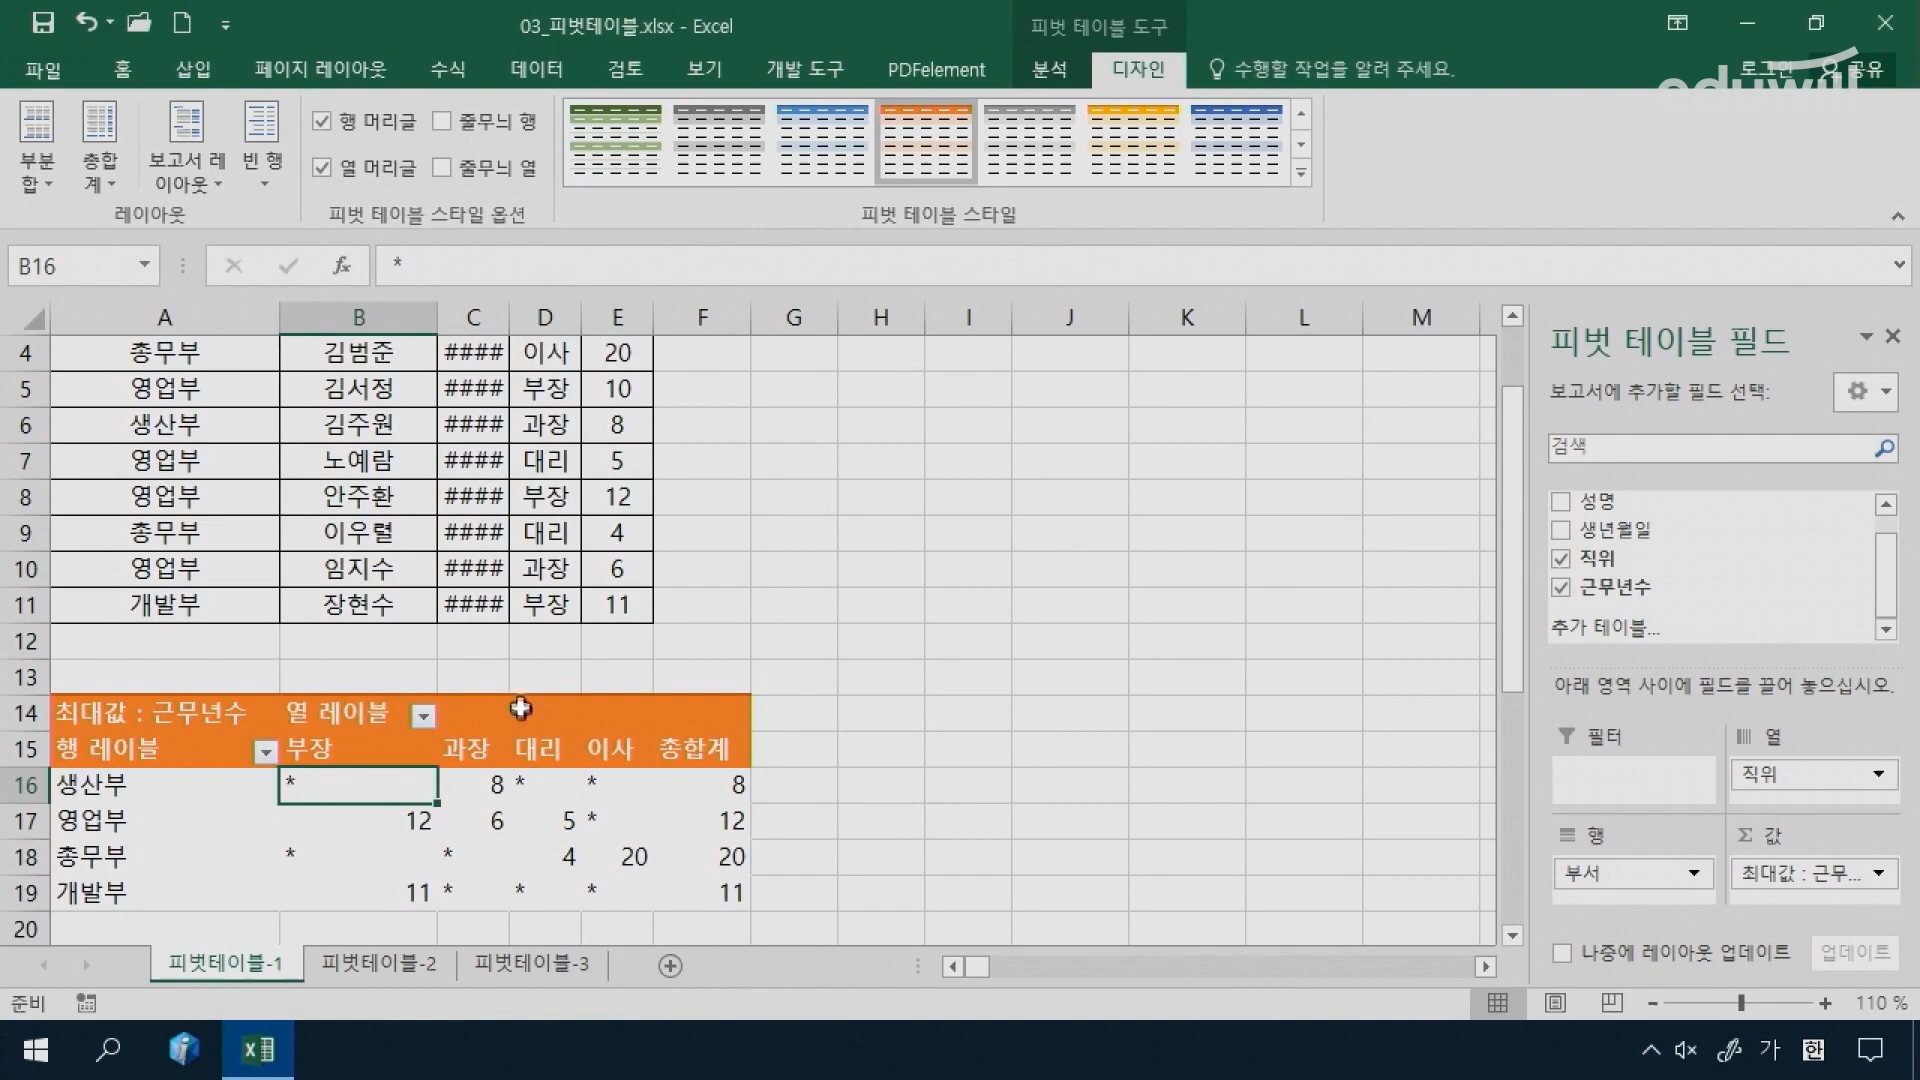 03_피벗테이블.xlsx - Excel
피벗 테이블 도구
파일 홈 삽입 페이지 레이아웃 수식 데이터 검토 보기 개발 도구 PDFelement 분석 디자인 수행할 작업을 알려 주세요. 로그인 공유
eduwill
부분합 총합계 보고서 레이아웃 빈 행
행 머리글 줄무늬 행
열 머리글 줄무늬 열
레이아웃 피벗 테이블 스타일 옵션 피벗 테이블 스타일
B16 fx *
A B C D E F G H I J K L M
4 총무부 김범준 #### 이사 20
5 영업부 김서정 #### 부장 10
6 생산부 김주원 #### 과장 8
7 영업부 노예람 #### 대리 5
8 영업부 안주환 #### 부장 12
9 총무부 이우렬 #### 대리 4
10 영업부 임지수 #### 과장 6
11 개발부 장현수 #### 부장 11
12
13
14 최대값 : 근무년수 열 레이블
15 행 레이블 부장 과장 대리 이사 총합계
16 생산부 * 8 * * 8
17 영업부 12 6 5 * 12
18 총무부 * * 4 20 20
19 개발부 11 * * * 11
20
피벗테이블-1 피벗테이블-2 피벗테이블-3
피벗 테이블 필드
보고서에 추가할 필드 선택:
검색
성명
생년월일
직위
근무년수
추가 테이블...
아래 영역 사이에 필드를 끌어 놓으십시오.
필터 열
직위
행 Σ 값
부서 최대값 : 근무...
나중에 레이아웃 업데이트 업데이트
준비 110 %
가 한